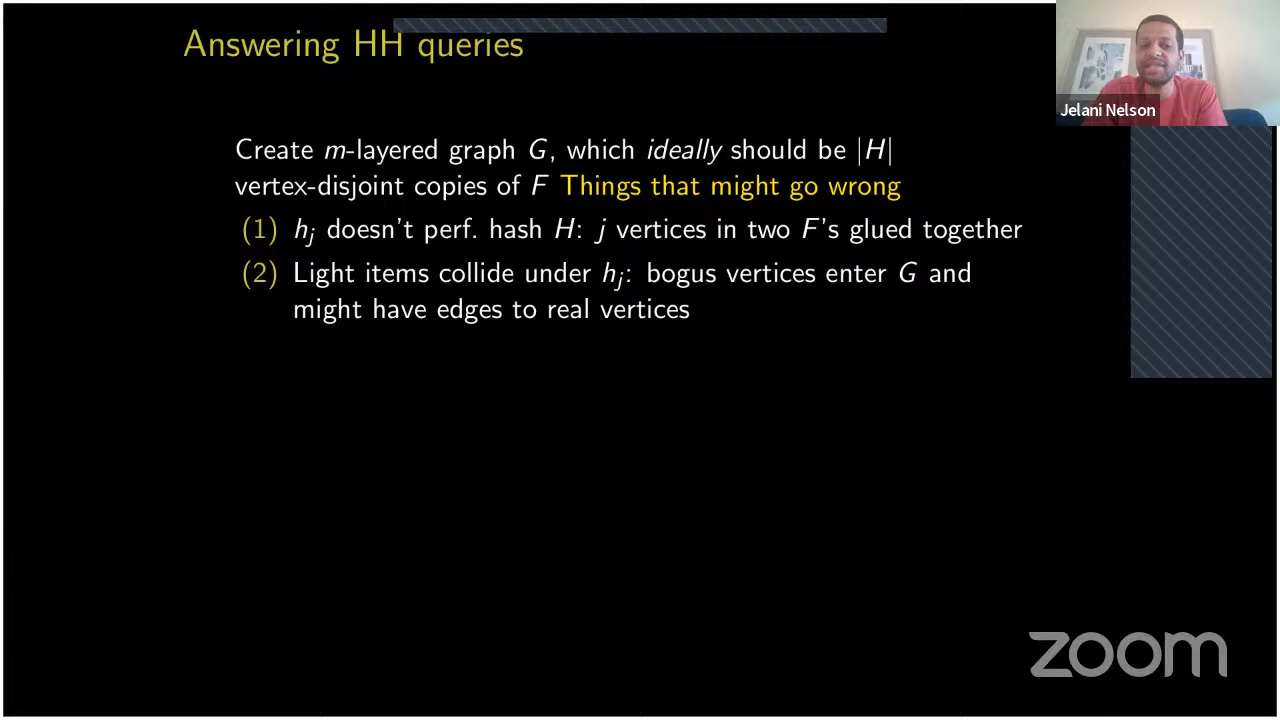 Answering HH queries
Jelani Nelson
Create m-layered graph G, which ideally should be |H|
vertex-disjoint copies of F Things that might go wrong
(1) hj doesn't perf. hash H: j vertices in two F's glued together
(2) Light items collide under hj: bogus vertices enter G and
might have edges to real vertices
zoom